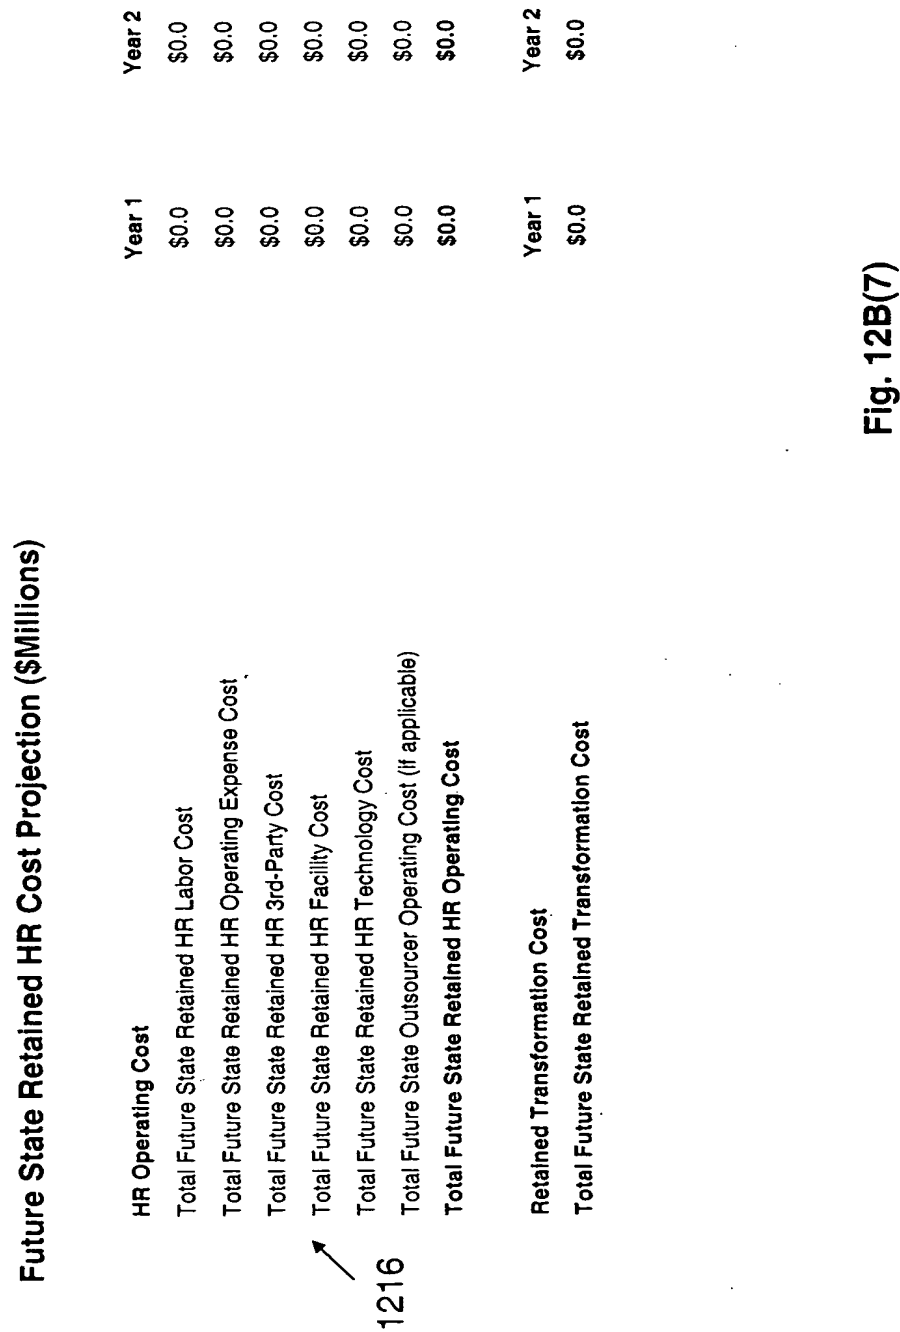 Future State Retained HR Cost Projection ($Millions)
HR Operating Cost Year 1 Year 2
Total Future State Retained HR Labor Cost $0.0 $0.0
Total Future State Retained HR Operating Expense Cost $0.0 $0.0
Total Future State Retained HR 3rd-Party Cost $0.0 $0.0
Total Future State Retained HR Facility Cost $0.0 $0.0
Total Future State Retained HR Technology Cost $0.0 $0.0
Total Future State Outsourcer Operating Cost (if applicable) $0.0 $0.0
Total Future State Retained HR Operating Cost $0.0 $0.0
1216
Retained Transformation Cost Year 1 Year 2
Total Future State Retained Transformation Cost $0.0 $0.0
Fig. 12B(7)